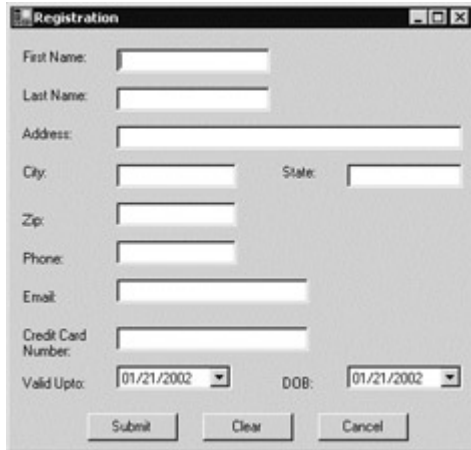 Registration
First Name:
Last Name:
Address:
City:
State:
Zip:
Phone:
Email:
Credit Card
Number:
Valid Upto: 01/21/2002
DOB: 01/21/2002
Submit
Clear
Cancel